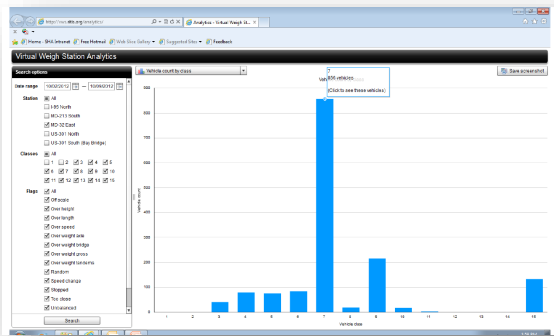 Analytics - Virtual Weigh St...
Home SHA Intranet Free Hotmail Web Slice Gallery Suggested Sites Feedback
Virtual Weigh Station Analytics
Search options
Vehicle count by class
Save screenshot
7
(Click to see these vehicles)
Date range 10/02/2012 —
Station All
I-95 North
MD-213 South
MD 32 East
US-301 North
US-301 South (Bay Bridge)
Classes All
1 2 3 4 5
6 7 8 9 10
11 12 13 14 15
Flags All
Off scale
Over height
Over length
Over speed
Over weight axle
Over weight bridge
Over weight gross
Over weight tandems
Random
Speed change
Stopped
Too close
Unbalanced
Search
Vehicle count
900
800
700
600
500
400
300
200
100
0
1 2 3 4 5 6 7 8 9 10 11 12 13 14 15
Vehicle class